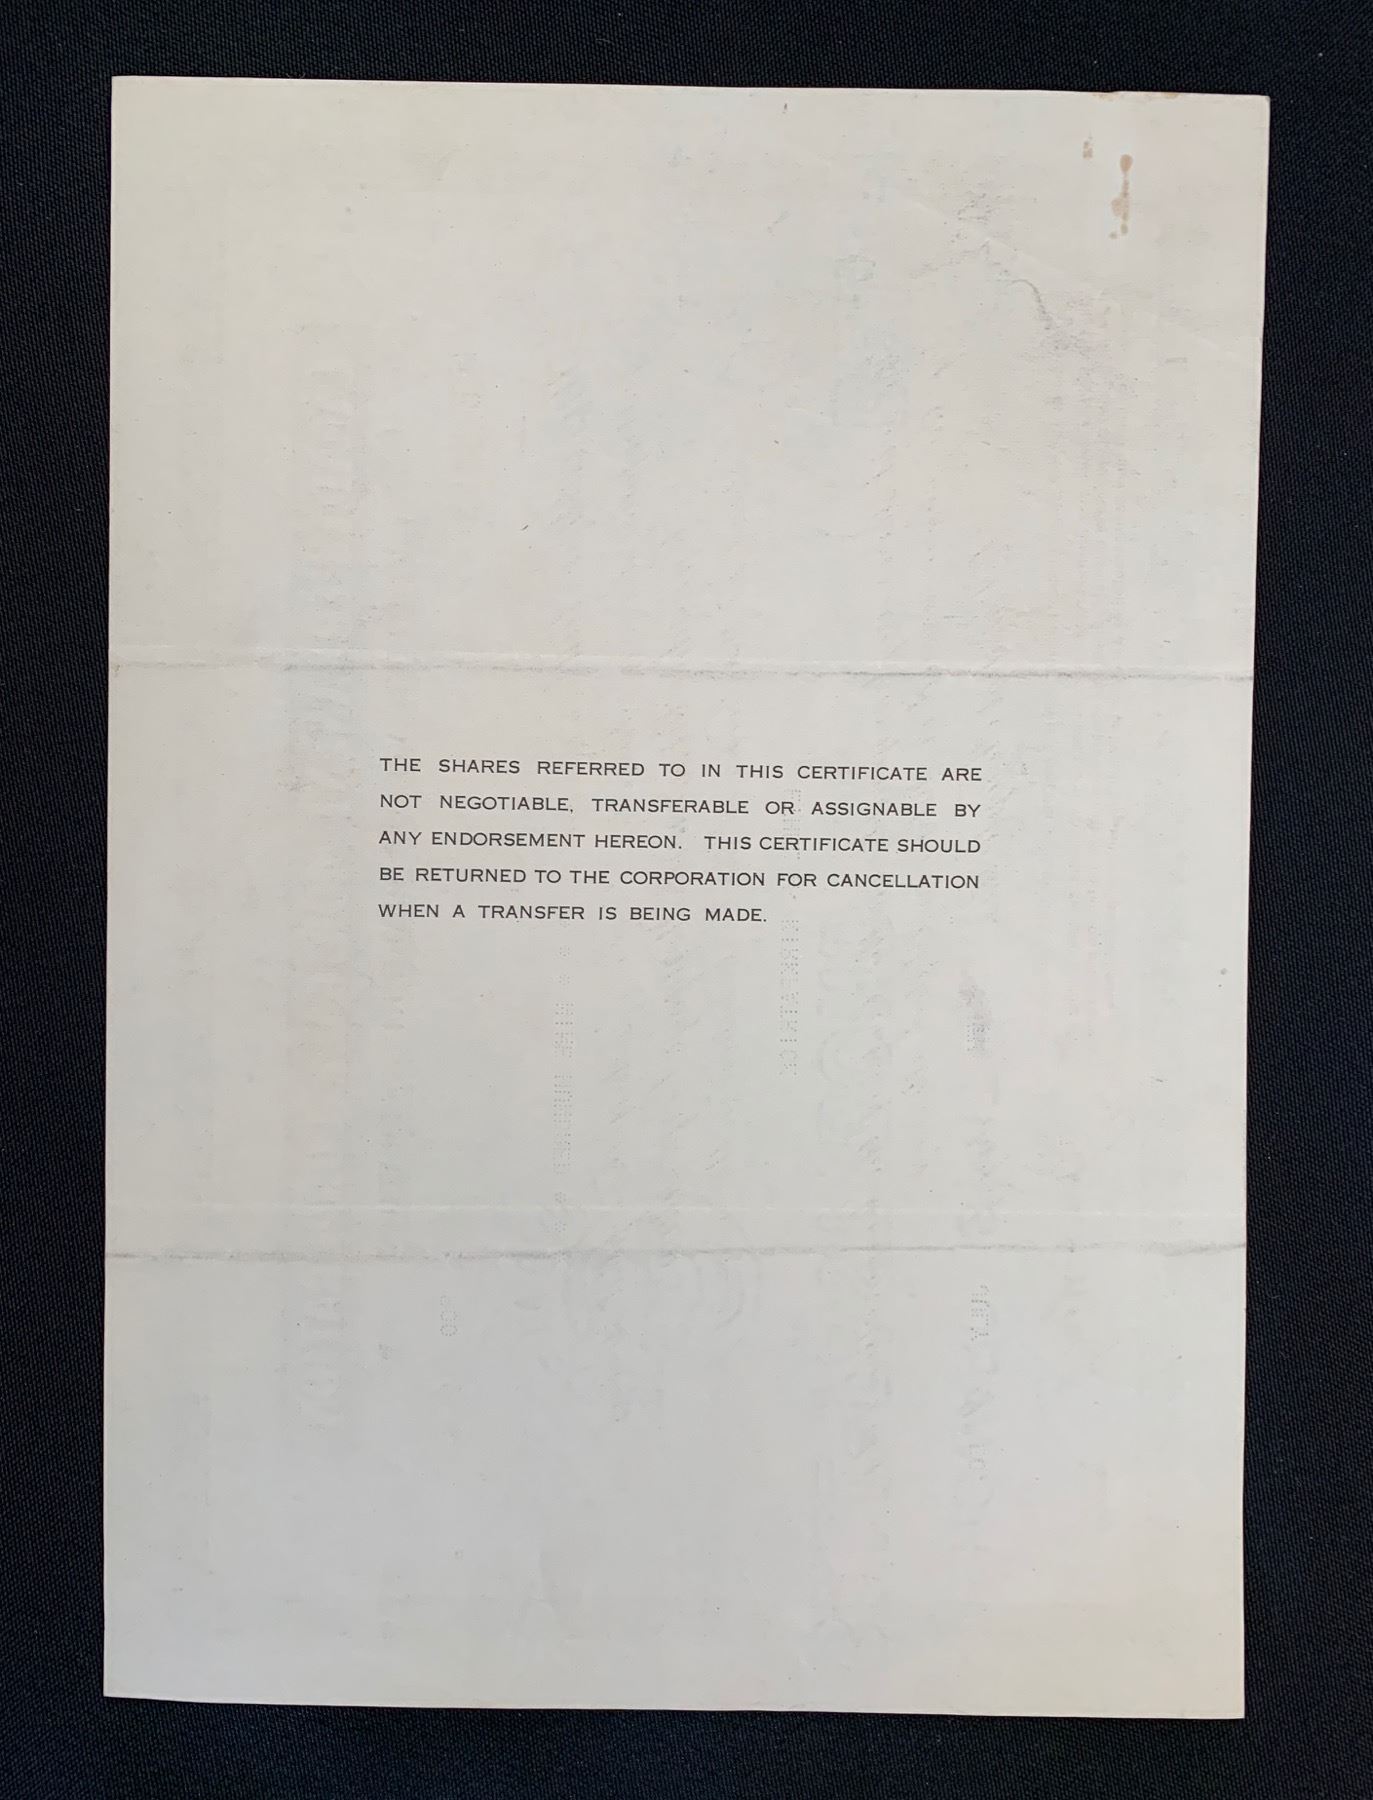 THE SHARES REFERRED TO IN THIS CERTIFICATE ARE
NOT NEGOTIABLE, TRANSFERABLE OR ASSIGNABLE BY
ANY ENDORSEMENT HEREON. THIS CERTIFICATE SHOULD
BE RETURNED TO THE CORPORATION FOR CANCELLATION
WHEN A TRANSFER IS BEING MADE.